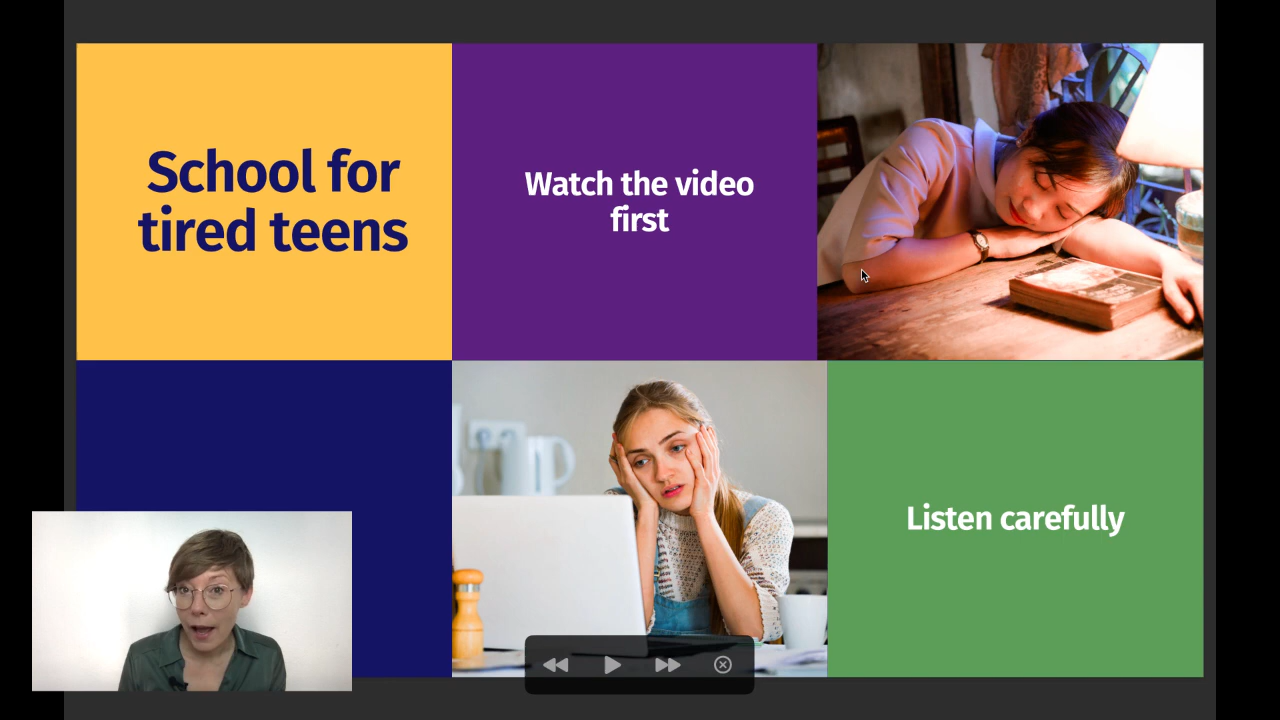 School for
tired teens
Watch the video
first
Listen carefully